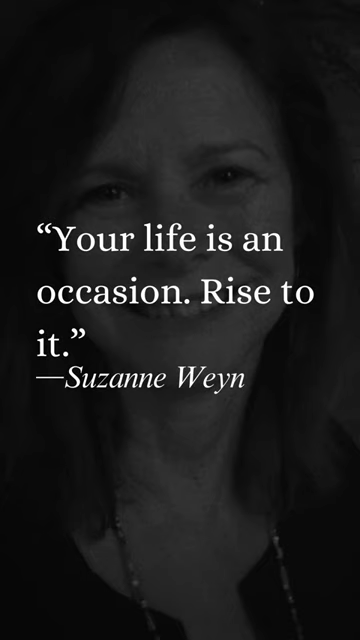 “Your life is an
occasion. Rise to
it.”
—Suzanne Weyn